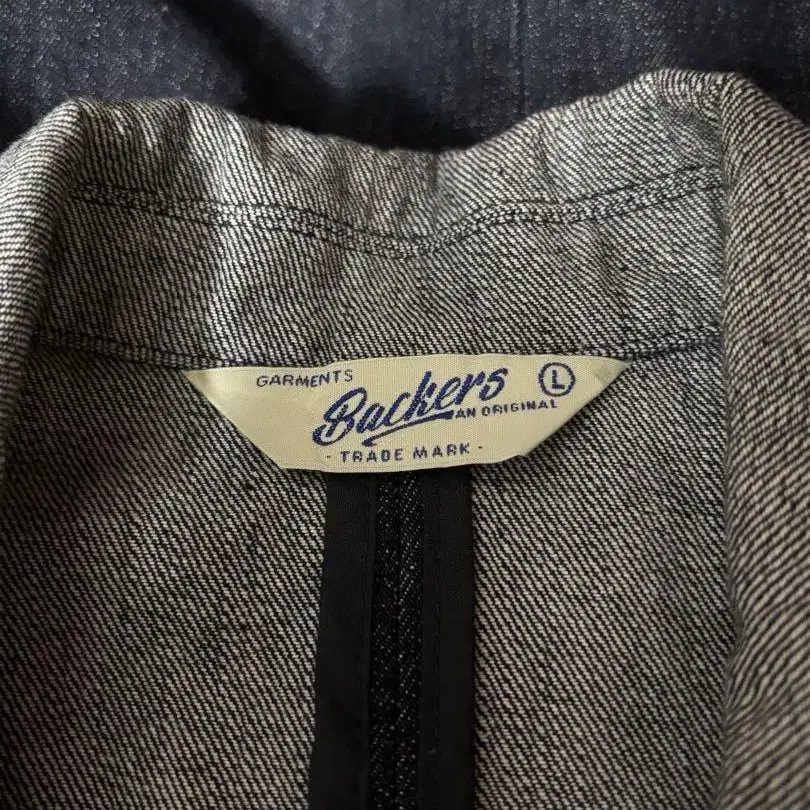 GARMENTS
Backers L
AN ORIGINAL
- TRADE MARK -